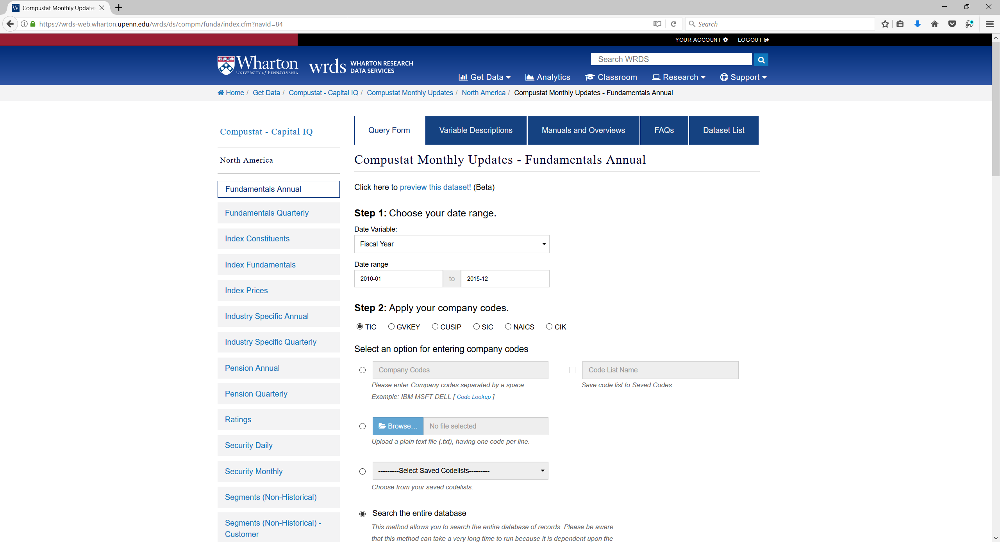 Compustat Monthly Updates
https://wrds-web.wharton.upenn.edu/wrds/ds/compm/funda/index.cfm?navId=84
Search
YOUR ACCOUNT
LOGOUT
Wharton
UNIVERSITY of PENNSYLVANIA
wrds
WHARTON RESEARCH
DATA SERVICES
Search WRDS
Get Data
Analytics
Classroom
Research
Support
Home / Get Data / Compustat - Capital IQ / Compustat Monthly Updates / North America / Compustat Monthly Updates - Fundamentals Annual
Compustat - Capital IQ
North America
Fundamentals Annual
Fundamentals Quarterly
Index Constituents
Index Fundamentals
Index Prices
Industry Specific Annual
Industry Specific Quarterly
Pension Annual
Pension Quarterly
Ratings
Security Daily
Security Monthly
Segments (Non-Historical)
Segments (Non-Historical) -
Customer
Query Form
Variable Descriptions
Manuals and Overviews
FAQs
Dataset List
Compustat Monthly Updates - Fundamentals Annual
Click here to preview this dataset! (Beta)
Step 1: Choose your date range.
Date Variable:
Fiscal Year
Date range
2010-01 to 2015-12
Step 2: Apply your company codes.
TIC GVKEY CUSIP SIC NAICS CIK
Select an option for entering company codes
Company Codes
Code List Name
Please enter Company codes separated by a space.
Save code list to Saved Codes
Example: IBM MSFT DELL [ Code Lookup ]
Browse... No file selected
Upload a plain text file (.txt), having one code per line.
---------Select Saved Codelists---------
Choose from your saved codelists.
Search the entire database
This method allows you to search the entire database of records. Please be aware
that this method can take a very long time to run because it is dependent upon the